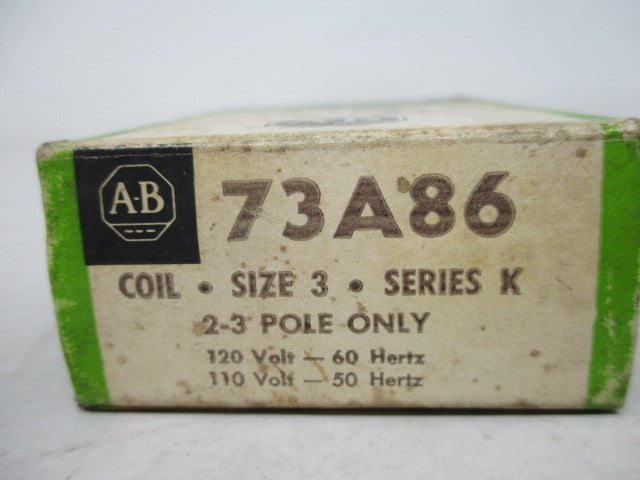 A-B
73A86
COIL • SIZE 3 • SERIES K
2-3 POLE ONLY
120 Volt — 60 Hertz
110 Volt — 50 Hertz